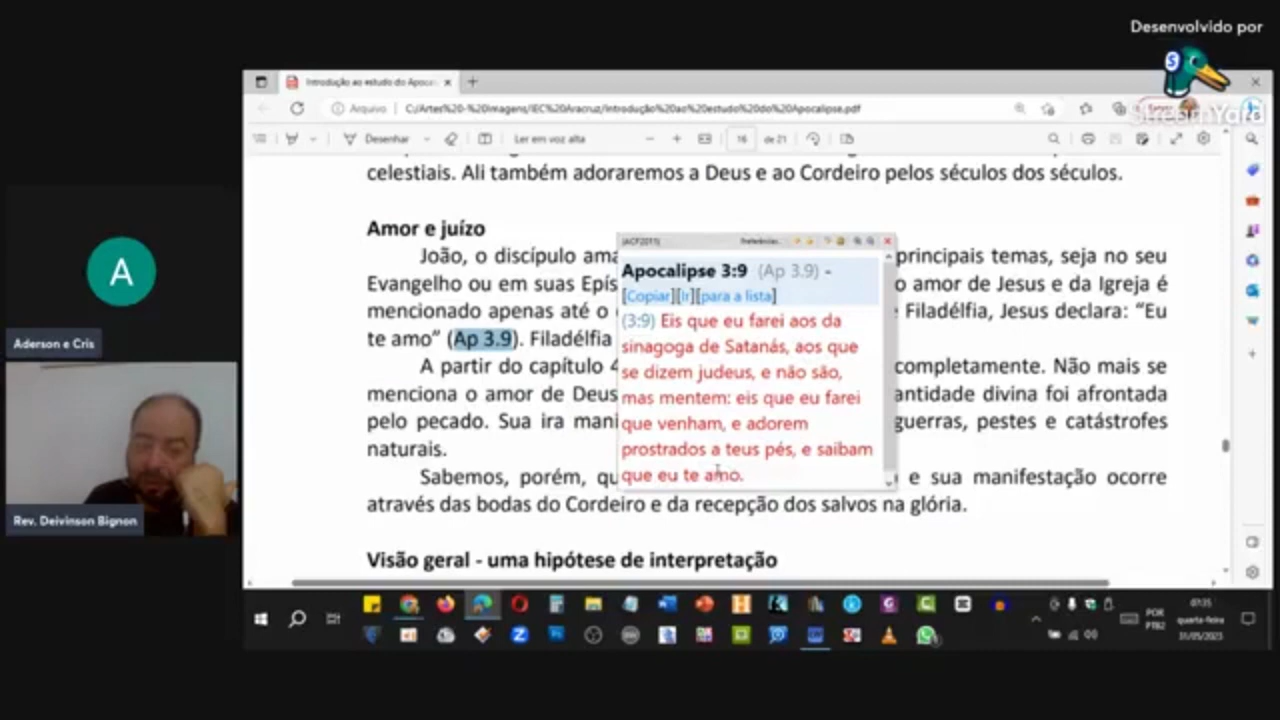 Desenvolvido por
StreamYard
Introdução ao estudo do Apoca
Arquivo C:/Artes%20-%20Imagens/IEC%20Aracruz/Introdução%20ao%20estudo%20do%20Apocalipse.pdf
Desenhar Ler em voz alta 16 de 21
celestiais. Ali também adoraremos a Deus e ao Cordeiro pelos séculos dos séculos.
Amor e juízo
João, o discípulo ama principais temas, seja no seu
Evangelho ou em suas Epís o amor de Jesus e da Igreja é
mencionado apenas até o Filadélfia, Jesus declara: “Eu
te amo” (Ap 3.9). Filadélfia
A partir do capítulo 4 completamente. Não mais se
menciona o amor de Deus antidade divina foi afrontada
pelo pecado. Sua ira mani guerras, pestes e catástrofes
naturais.
Sabemos, porém, qu e sua manifestação ocorre
através das bodas do Cordeiro e da recepção dos salvos na glória.
Visão geral - uma hipótese de interpretação
(ACF2011) Preferências...
Apocalipse 3:9 (Ap 3.9) -
[Copiar][Ir][para a lista]
(3:9) Eis que eu farei aos da
sinagoga de Satanás, aos que
se dizem judeus, e não são,
mas mentem: eis que eu farei
que venham, e adorem
prostrados a teus pés, e saibam
que eu te amo.
A
Aderson e Cris
Rev. Deivinson Bignon
POR
PTB2
07:35
quarta-feira
31/05/2023